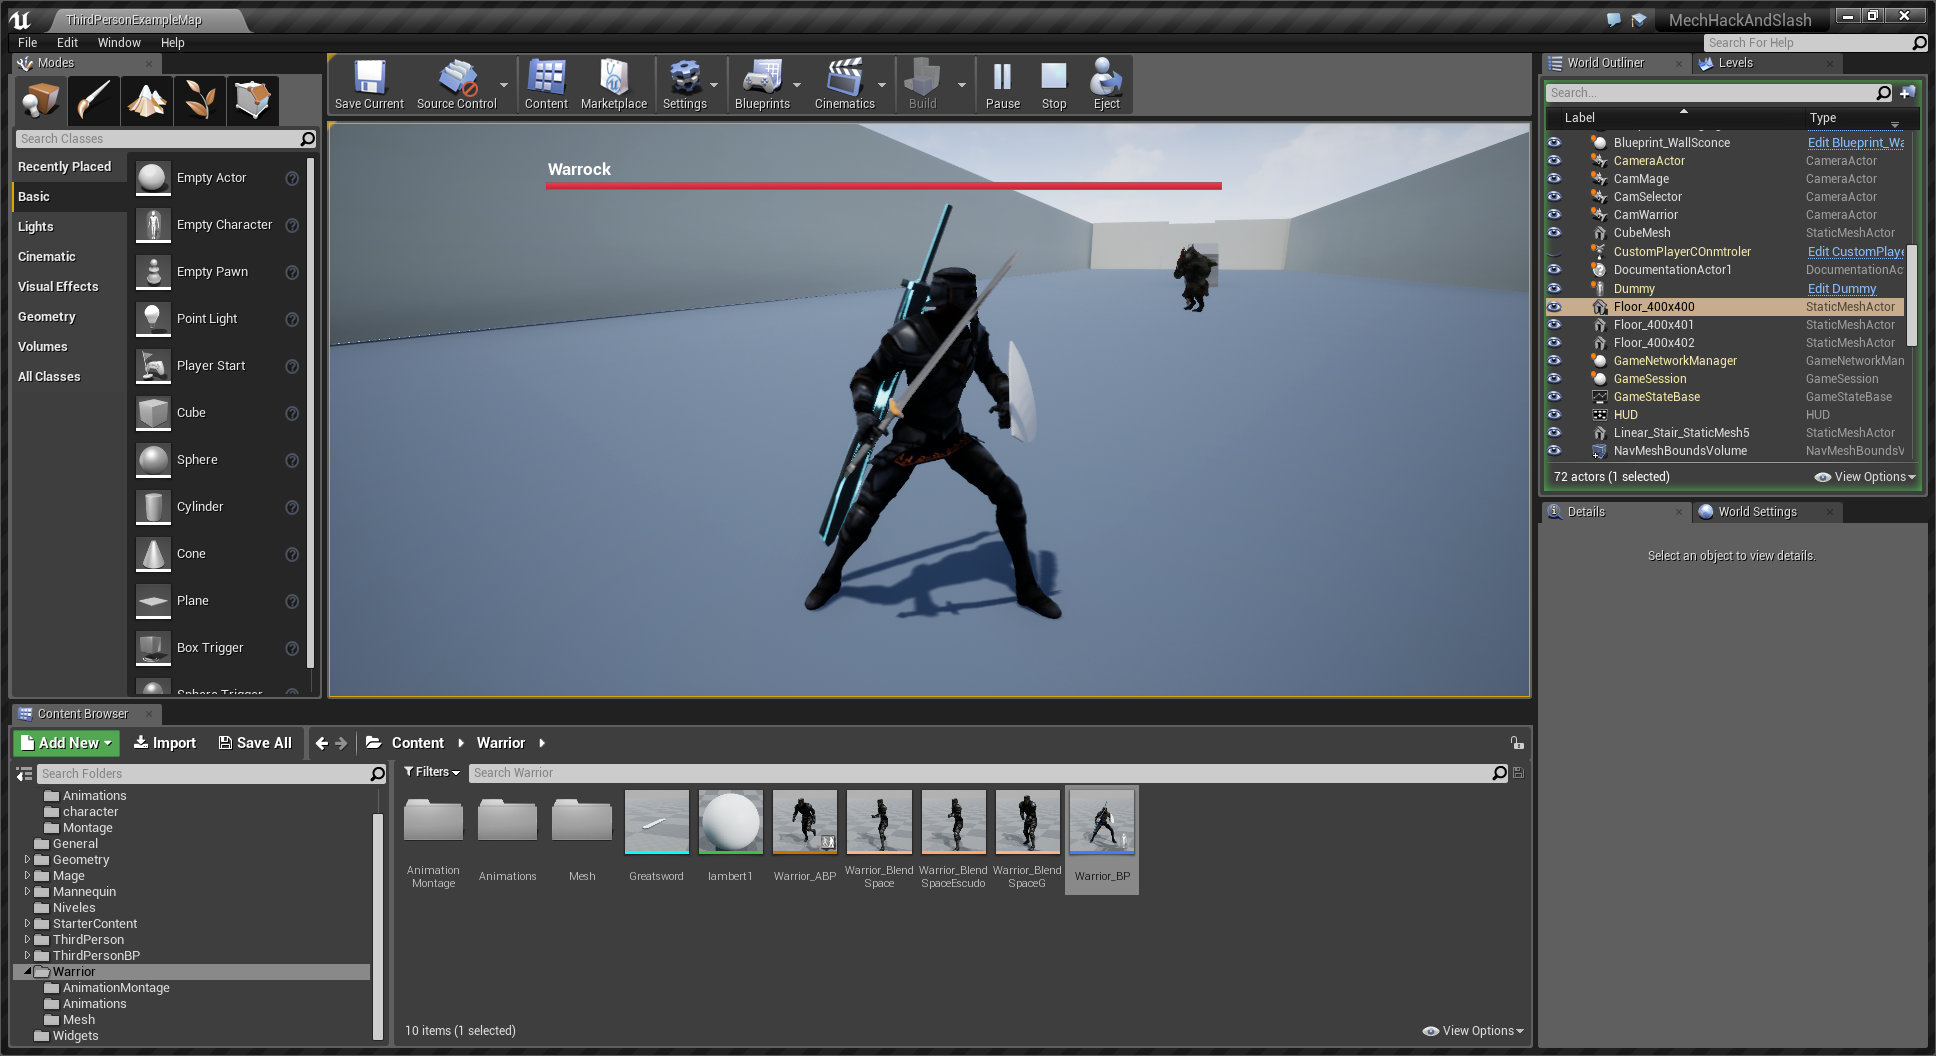 ThirdPersonExampleMap
MechHackAndSlash
File Edit Window Help
Search For Help
Modes
Search Classes
Recently Placed
Basic
Lights
Cinematic
Visual Effects
Geometry
Volumes
All Classes
Empty Actor
Empty Character
Empty Pawn
Point Light
Player Start
Cube
Sphere
Cylinder
Cone
Plane
Box Trigger
Sphere Trigger
Save Current
Source Control
Content
Marketplace
Settings
Blueprints
Cinematics
Build
Pause
Stop
Eject
Warrock
World Outliner
Levels
Search...
Label Type
Blueprint_WallSconce Edit Blueprint_Wa
CameraActor CameraActor
CamMage CameraActor
CamSelector CameraActor
CamWarrior CameraActor
CubeMesh StaticMeshActor
CustomPlayerCOnmtroler Edit CustomPlaye
DocumentationActor1 DocumentationAc
Dummy Edit Dummy
Floor_400x400 StaticMeshActor
Floor_400x401 StaticMeshActor
Floor_400x402 StaticMeshActor
GameNetworkManager GameNetworkMan
GameSession GameSession
GameStateBase GameStateBase
HUD HUD
Linear_Stair_StaticMesh5 StaticMeshActor
NavMeshBoundsVolume NavMeshBoundsV
72 actors (1 selected) View Options
Details
World Settings
Select an object to view details.
Content Browser
Add New Import Save All Content Warrior
Search Folders
Animations
character
Montage
General
Geometry
Mage
Mannequin
Niveles
StarterContent
ThirdPerson
ThirdPersonBP
Warrior
AnimationMontage
Animations
Mesh
Widgets
Filters
Search Warrior
Animation
Montage
Animations
Mesh
Greatsword
lambert1
Warrior_ABP
Warrior_Blend
Space
Warrior_Blend
SpaceEscudo
Warrior_Blend
SpaceG
Warrior_BP
10 items (1 selected)
View Options